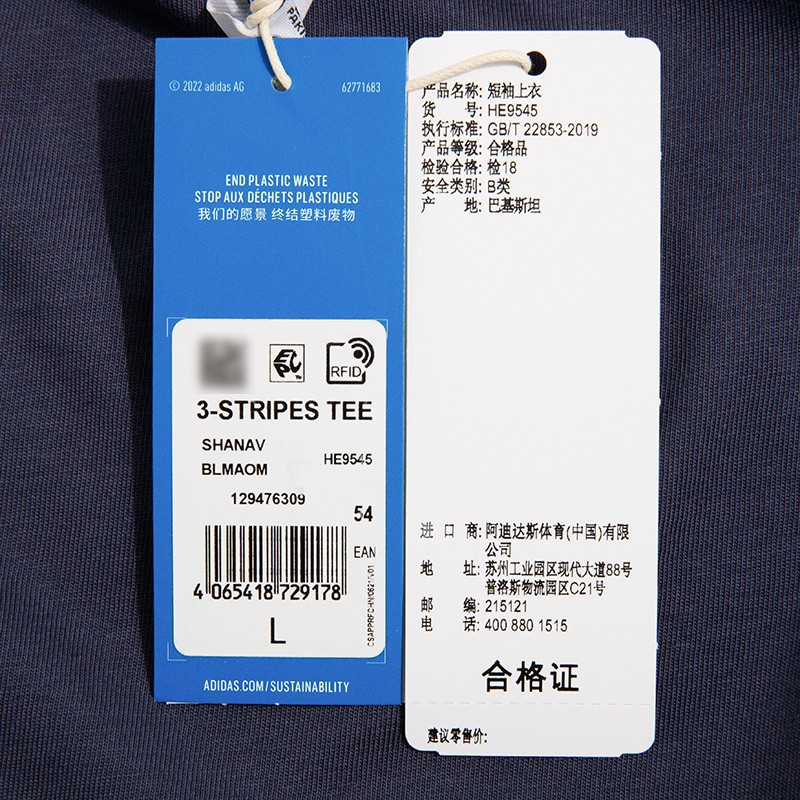 PAKI
© 2022 adidas AG
62771683
END PLASTIC WASTE
STOP AUX DÉCHETS PLASTIQUES
我们的愿景 终结塑料废物
EPC
TM
RFID
3-STRIPES TEE
SHANAV
BLMAOM
HE9545
129476309
54
EAN
4 065418 729178
L
ADIDAS.COM/SUSTAINABILITY
产品名称: 短袖上衣
货 号: HE9545
执行标准: GB/T 22853-2019
产品等级: 合格品
检验合格: 检18
安全类别: B类
产 地: 巴基斯坦
进 口 商: 阿迪达斯体育(中国)有限
公司
地 址: 苏州工业园区现代大道88号
普洛斯物流园区C21号
邮 编: 215121
电 话: 400 880 1515
合格证
建议零售价: